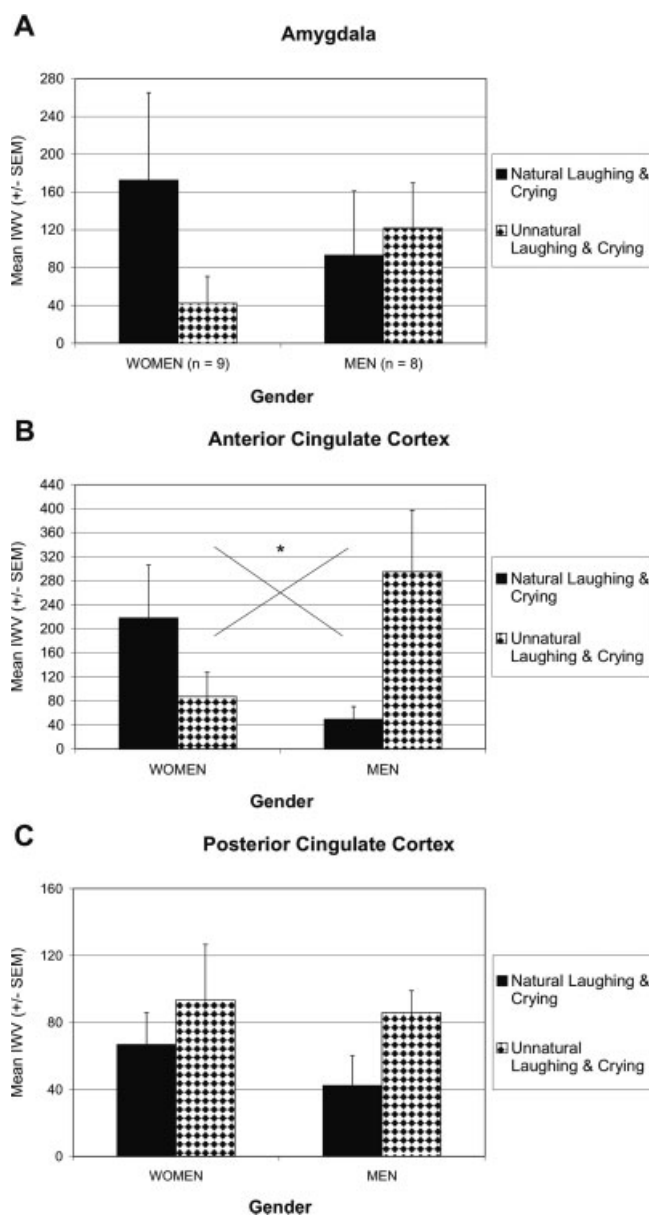 A
Amygdala
Mean IWV (+/- SEM)
280
240
200
160
120
80
40
0
WOMEN (n = 9)
MEN (n = 8)
Gender
Natural Laughing &
Crying
Unnatural
Laughing & Crying
B
Anterior Cingulate Cortex
Mean IWV (+/- SEM)
440
400
360
320
280
240
200
160
120
80
40
0
*
WOMEN
MEN
Gender
Natural Laughing &
Crying
Unnatural
Laughing & Crying
C
Posterior Cingulate Cortex
Mean IWV (+/- SEM)
160
120
80
40
0
WOMEN
MEN
Gender
Natural Laughing &
Crying
Unnatural
Laughing & Crying